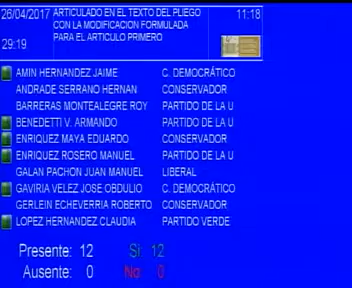 26/04/2017 ARTICULADO EN EL TEXTO DEL PLIEGO 11:18
CON LA MODIFICACION FORMULADA
PARA EL ARTICULO PRIMERO
29:19
AMIN HERNANDEZ JAIME C. DEMOCRÁTICO
ANDRADE SERRANO HERNAN CONSERVADOR
BARRERAS MONTEALEGRE ROY PARTIDO DE LA U
BENEDETTI V. ARMANDO PARTIDO DE LA U
ENRIQUEZ MAYA EDUARDO CONSERVADOR
ENRIQUEZ ROSERO MANUEL PARTIDO DE LA U
GALAN PACHON JUAN MANUEL LIBERAL
GAVIRIA VELEZ JOSE OBDULIO C. DEMOCRÁTICO
GERLEIN ECHEVERRIA ROBERTO CONSERVADOR
LOPEZ HERNANDEZ CLAUDIA PARTIDO VERDE
Presente: 12 Si: 12
Ausente: 0 No: 0